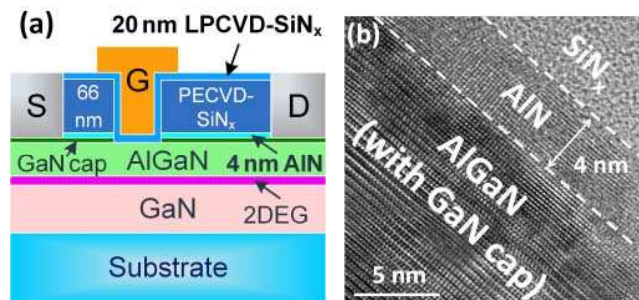 (a)
20 nm LPCVD-SiNx
G
S
66
nm
PECVD-
SiNx
D
GaN cap
AlGaN
4 nm AlN
2DEG
GaN
Substrate
(b)
SiNx
AlN
4 nm
AlGaN
(with GaN cap)
5 nm